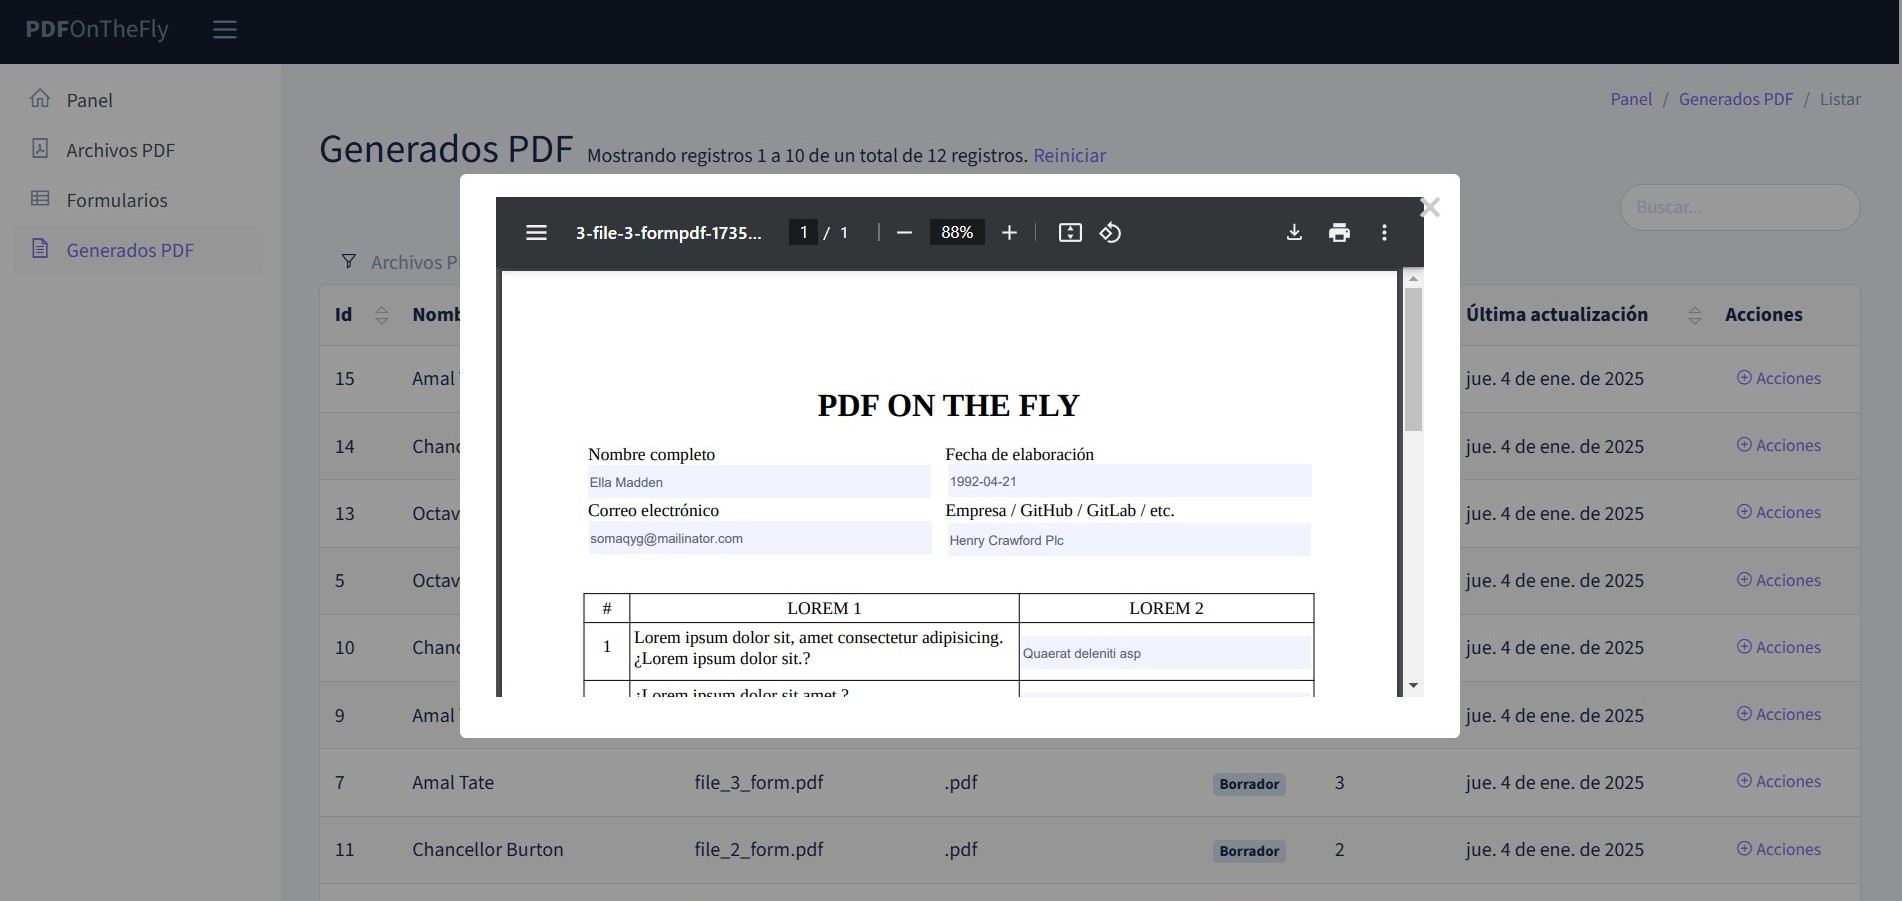 PDFOnTheFly
Panel
Archivos PDF
Formularios
Generados PDF
Panel / Generados PDF / Listar
Generados PDF Mostrando registros 1 a 10 de un total de 12 registros. Reiniciar
Buscar...
Archivos P
Id Nomb Última actualización Acciones
15 Amal jue. 4 de ene. de 2025 Acciones
14 Chanc jue. 4 de ene. de 2025 Acciones
13 Octav jue. 4 de ene. de 2025 Acciones
5 Octav jue. 4 de ene. de 2025 Acciones
10 Chanc jue. 4 de ene. de 2025 Acciones
9 Amal jue. 4 de ene. de 2025 Acciones
7 Amal Tate file_3_form.pdf .pdf Borrador 3 jue. 4 de ene. de 2025 Acciones
11 Chancellor Burton file_2_form.pdf .pdf Borrador 2 jue. 4 de ene. de 2025 Acciones
3-file-3-formpdf-1735... 1 / 1 88%
PDF ON THE FLY
Nombre completo Fecha de elaboración
Ella Madden 1992-04-21
Correo electrónico Empresa / GitHub / GitLab / etc.
somaqyg@mailinator.com Henry Crawford Plc
# LOREM 1 LOREM 2
1 Lorem ipsum dolor sit, amet consectetur adipisicing. Quaerat deleniti asp
¿Lorem ipsum dolor sit.?
¿Lorem ipsum dolor sit amet.?